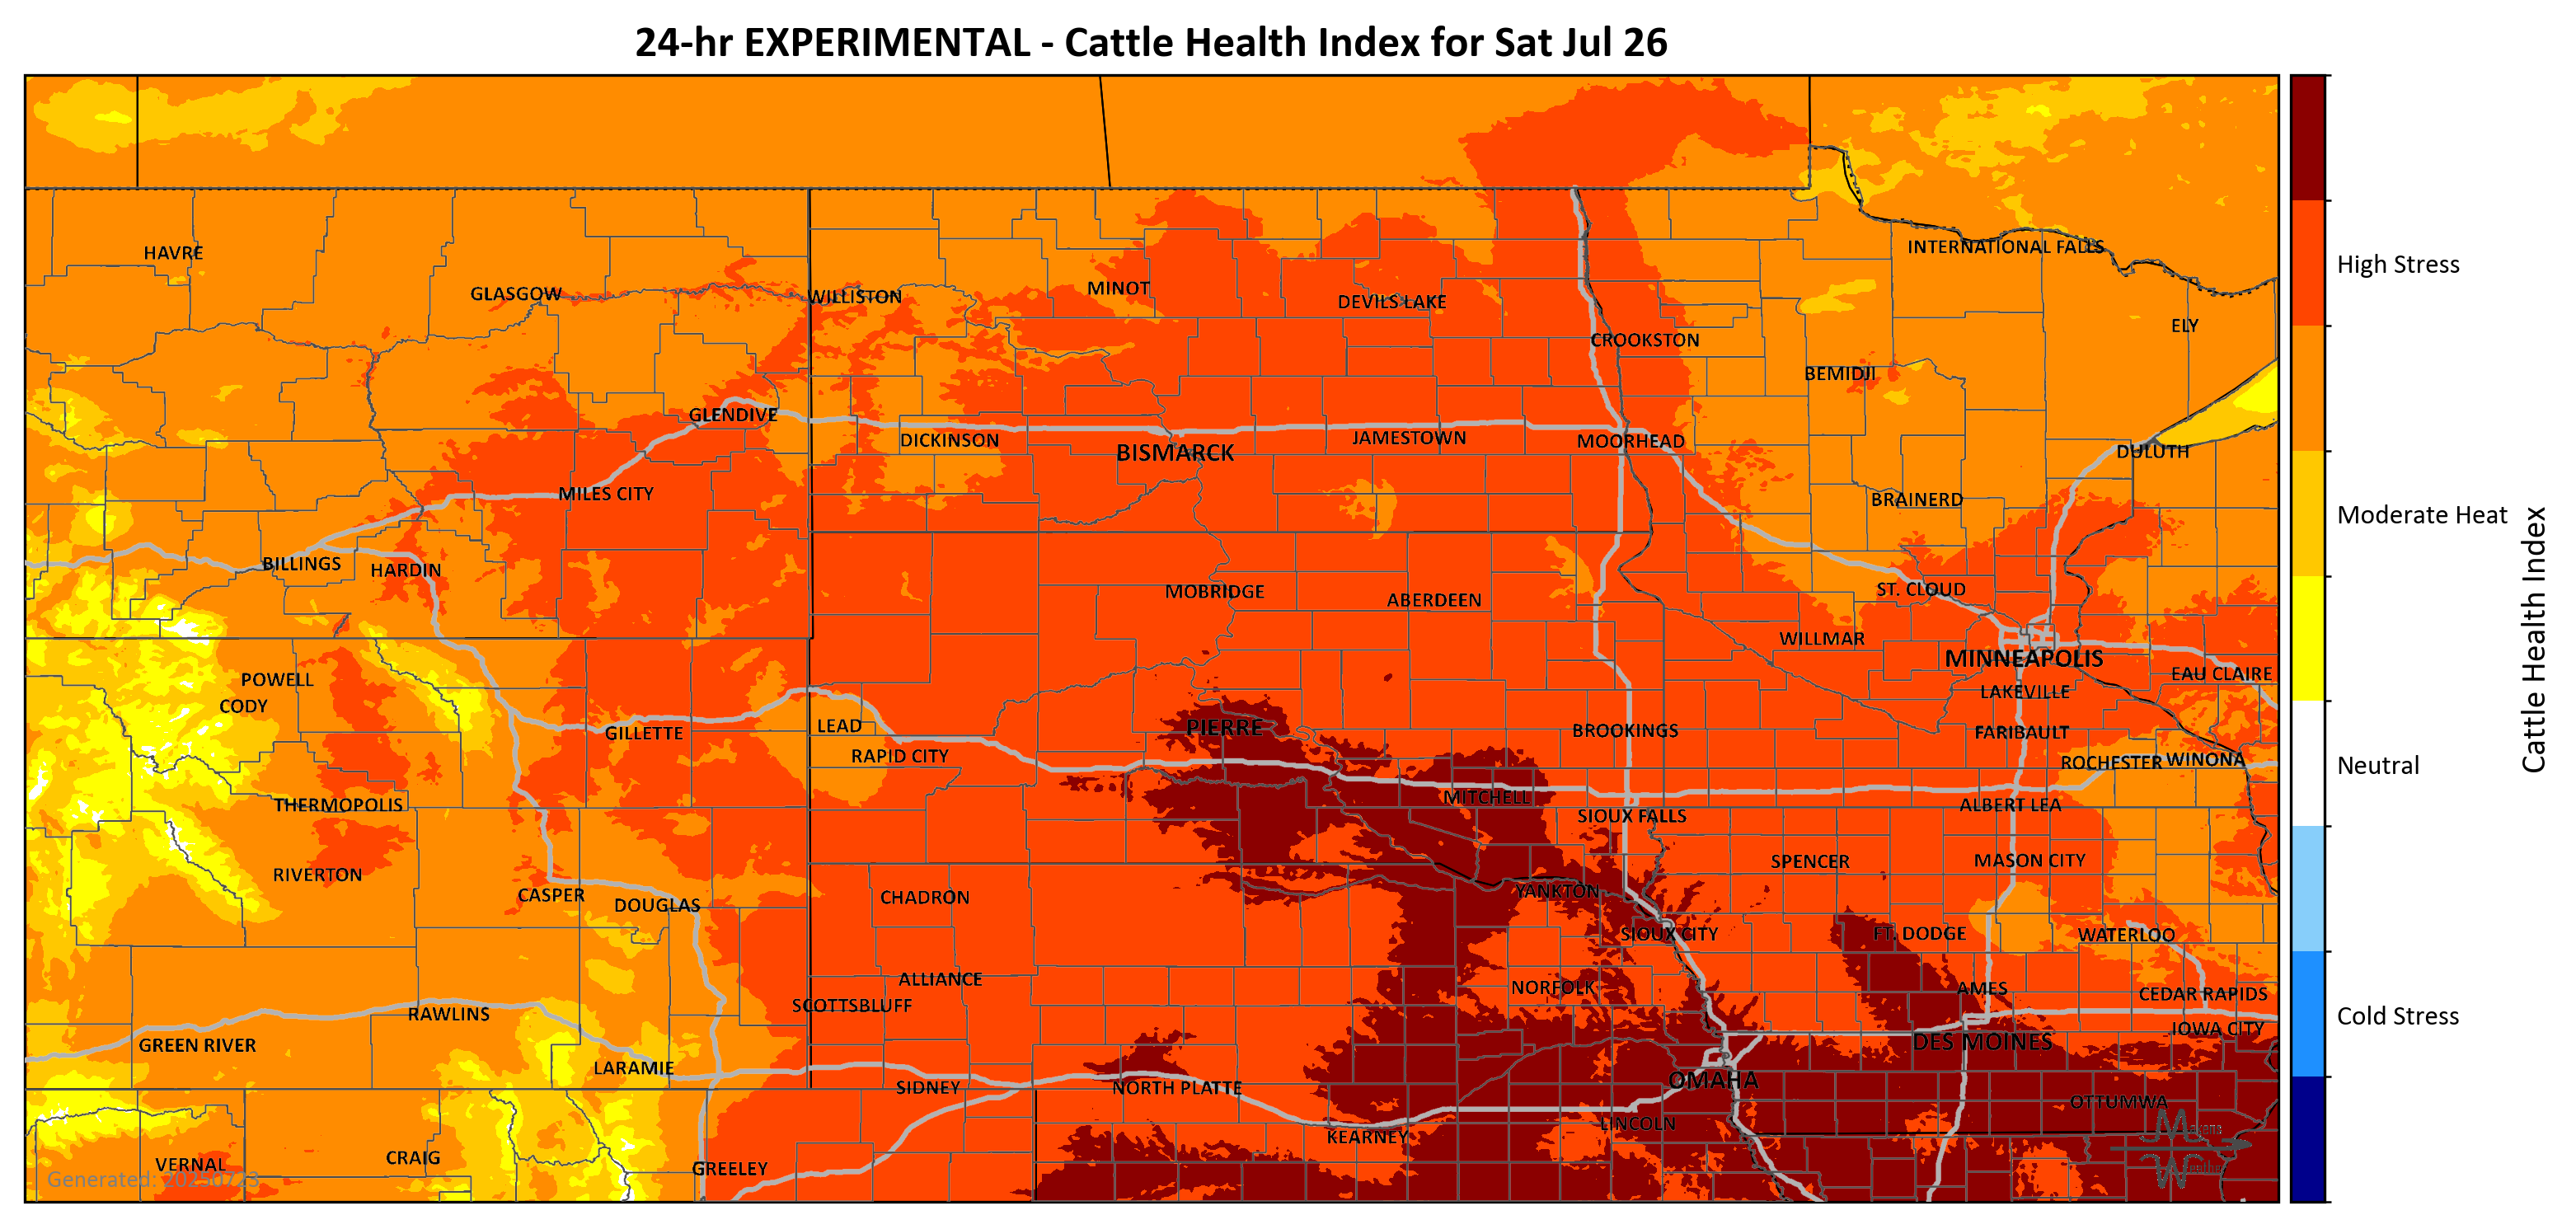 24-hr EXPERIMENTAL - Cattle Health Index for Sat Jul 26
HAVRE
GLASGOW
WILLISTON
MINOT
DEVILS LAKE
CROOKSTON
INTERNATIONAL FALLS
ELY
BEMIDJI
GLENDIVE
DICKINSON
BISMARCK
JAMESTOWN
MOORHEAD
DULUTH
MILES CITY
BRAINERD
BILLINGS
HARDIN
MOBRIDGE
ABERDEEN
ST. CLOUD
WILLMAR
MINNEAPOLIS
EAU CLAIRE
POWELL
CODY
LAKEVILLE
GILLETTE
LEAD
PIERRE
BROOKINGS
FARIBAULT
RAPID CITY
ROCHESTER
WINONA
THERMOPOLIS
MITCHELL
SIOUX FALLS
ALBERT LEA
RIVERTON
SPENCER
MASON CITY
CASPER
DOUGLAS
CHADRON
YANKTON
SIOUX CITY
FT. DODGE
WATERLOO
ALLIANCE
NORFOLK
AMES
CEDAR RAPIDS
SCOTTSBLUFF
RAWLINS
IOWA CITY
GREEN RIVER
DES MOINES
LARAMIE
SIDNEY
NORTH PLATTE
OMAHA
OTTUMWA
LINCOLN
KEARNEY
VERNAL
CRAIG
GREELEY
Generated: 20250723
High Stress
Moderate Heat
Neutral
Cold Stress
Cattle Health Index